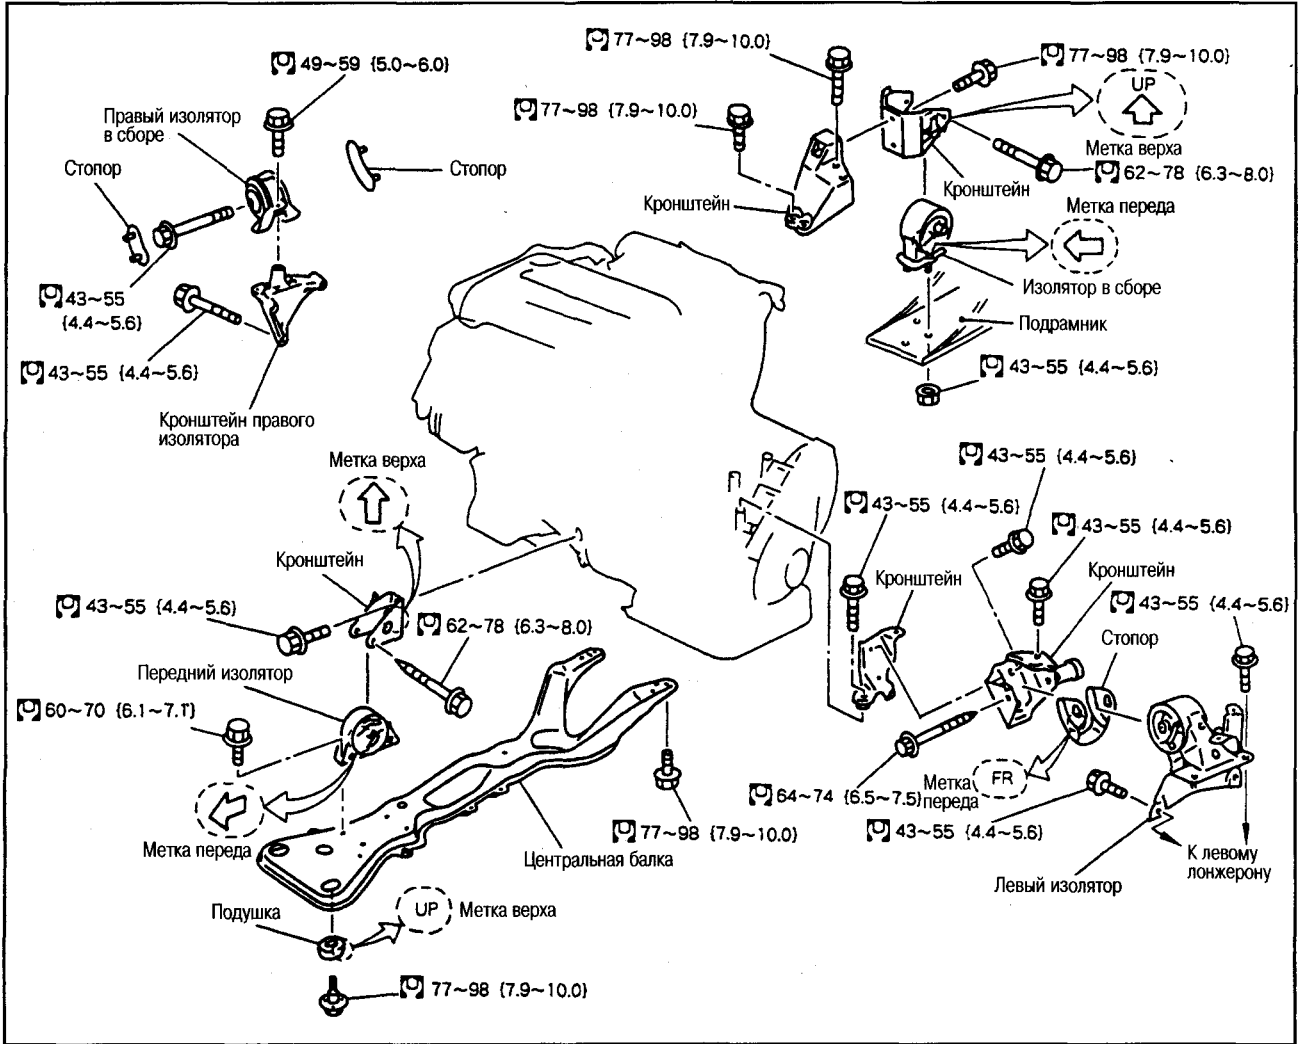 49~59 {5.0~6.0}
Правый изолятор
в сборе
Стопор
Стопор
43~55
{4.4~5.6}
43~55 {4.4~5.6}
Кронштейн правого
изолятора
77~98 {7.9~10.0}
77~98 {7.9~10.0}
77~98 {7.9~10.0}
UP
Метка верха
62~78 {6.3~8.0}
Кронштейн
Кронштейн
Метка переда
Изолятор в сборе
Подрамник
43~55 {4.4~5.6}
Метка верха
Кронштейн
43~55 {4.4~5.6}
62~78 {6.3~8.0}
Передний изолятор
60~70 {6.1~7.1}
Метка переда
Подушка
UP
Метка верха
77~98 {7.9~10.0}
77~98 {7.9~10.0}
Центральная балка
43~55 {4.4~5.6}
43~55 {4.4~5.6}
43~55 {4.4~5.6}
Кронштейн
Кронштейн
43~55 {4.4~5.6}
Стопор
64~74 {6.5~7.5}
Метка
переда
FR
43~55 {4.4~5.6}
Левый изолятор
К левому
лонжерону